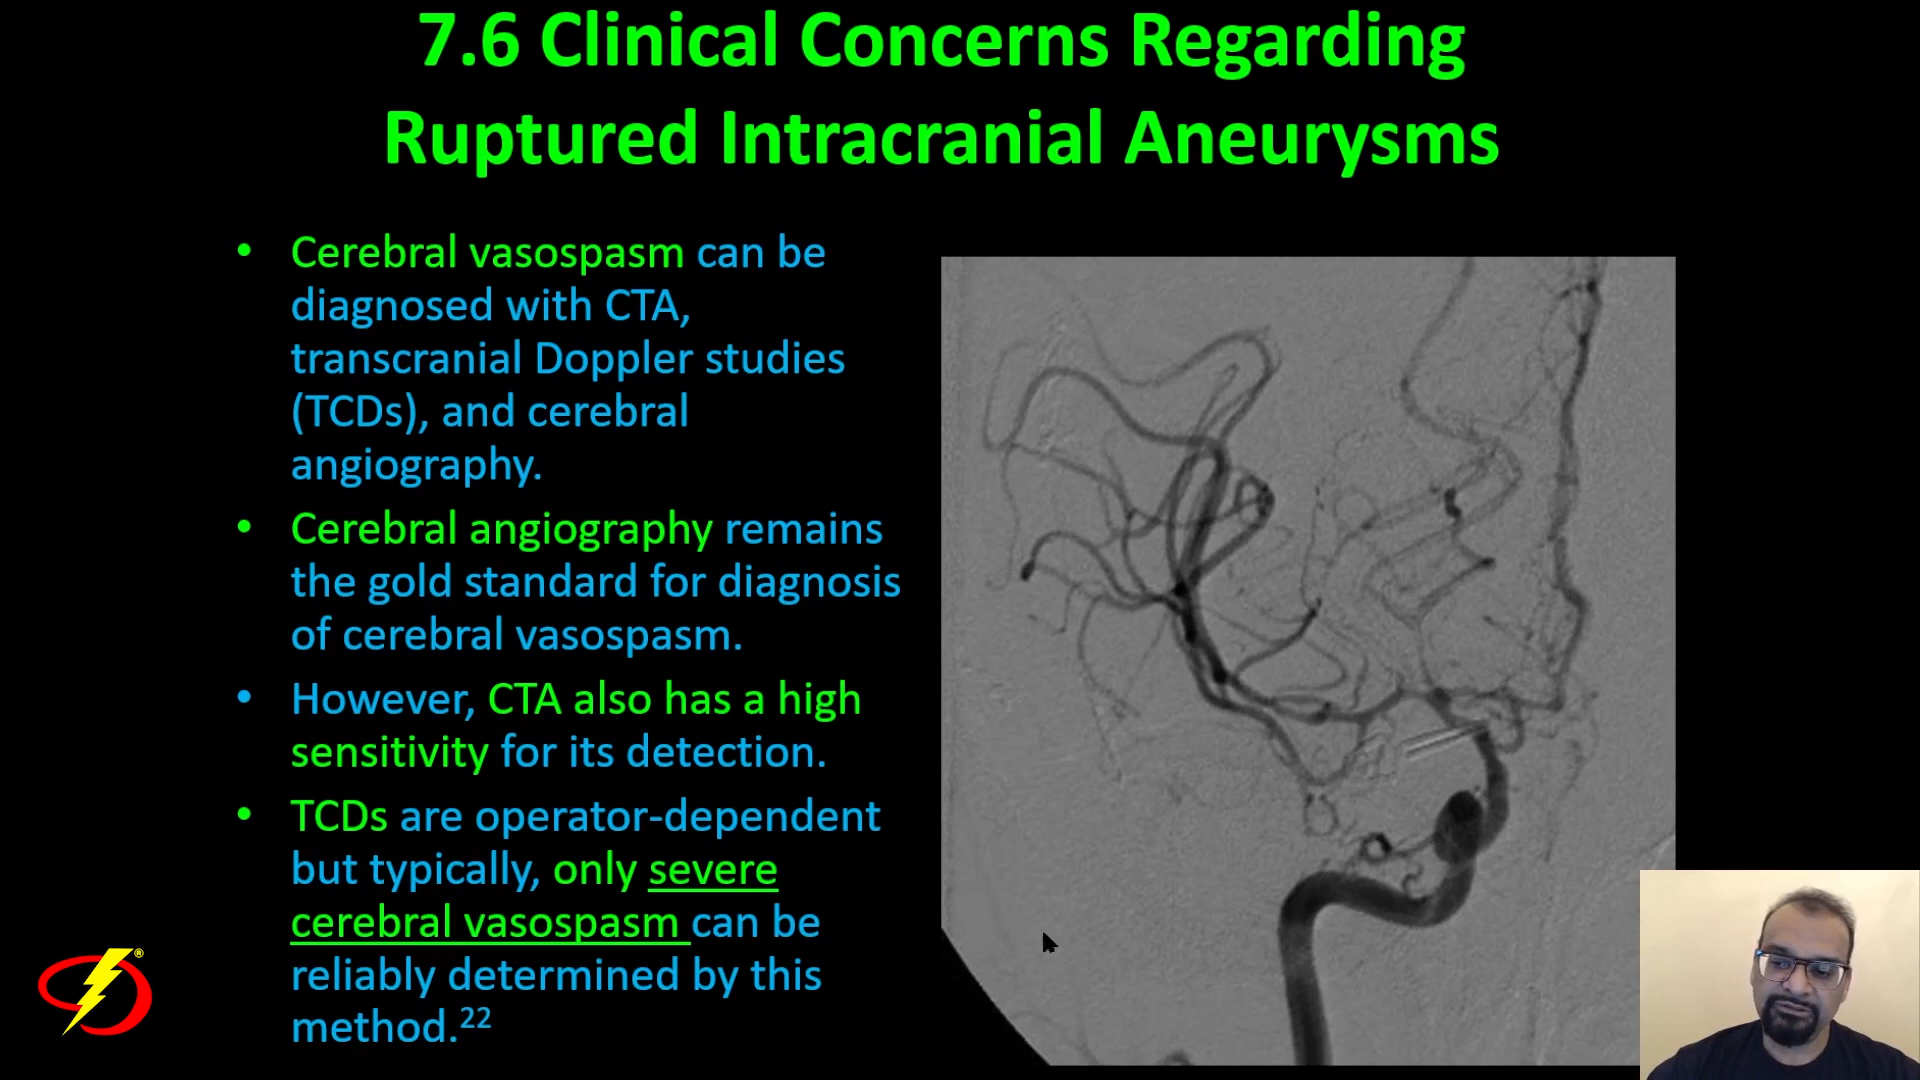 7.6 Clinical Concerns Regarding
Ruptured Intracranial Aneurysms
• Cerebral vasospasm can be
diagnosed with CTA,
transcranial Doppler studies
(TCDs), and cerebral
angiography.
• Cerebral angiography remains
the gold standard for diagnosis
of cerebral vasospasm.
• However, CTA also has a high
sensitivity for its detection.
• TCDs are operator-dependent
but typically, only severe
cerebral vasospasm can be
reliably determined by this
method.²²
®